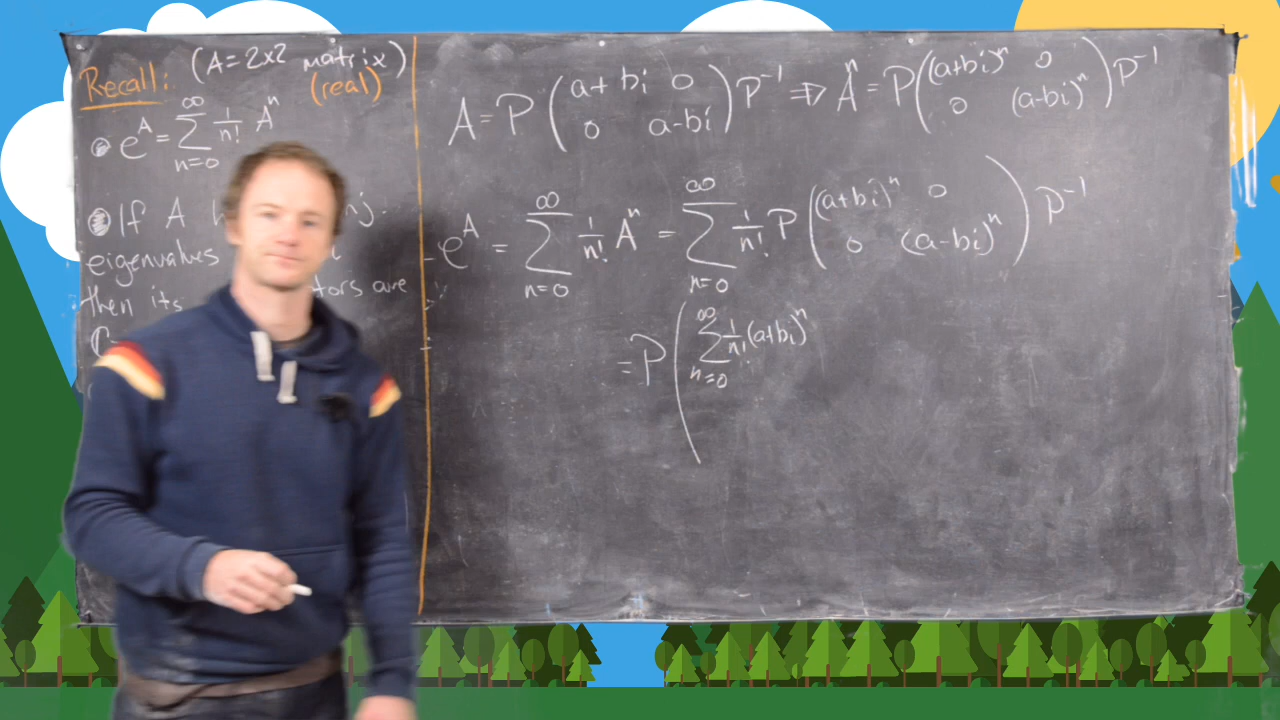 Recall: (A=2x2 matrix)
(real)
e^A = ∑_{n=0}^{∞} 1/n! A^n
If A
eigenvalues
then its are
A = P (a+bi 0; 0 a-bi) P^{-1} ⇒ A^n = P((a+bi)^n 0; 0 (a-bi)^n) P^{-1}
e^A = ∑_{n=0}^{∞} 1/n! A^n = ∑_{n=0}^{∞} 1/n! P ((a+bi)^n 0; 0 (a-bi)^n) P^{-1}
= P (∑_{n=0}^{∞} 1/n! (a+bi)^n